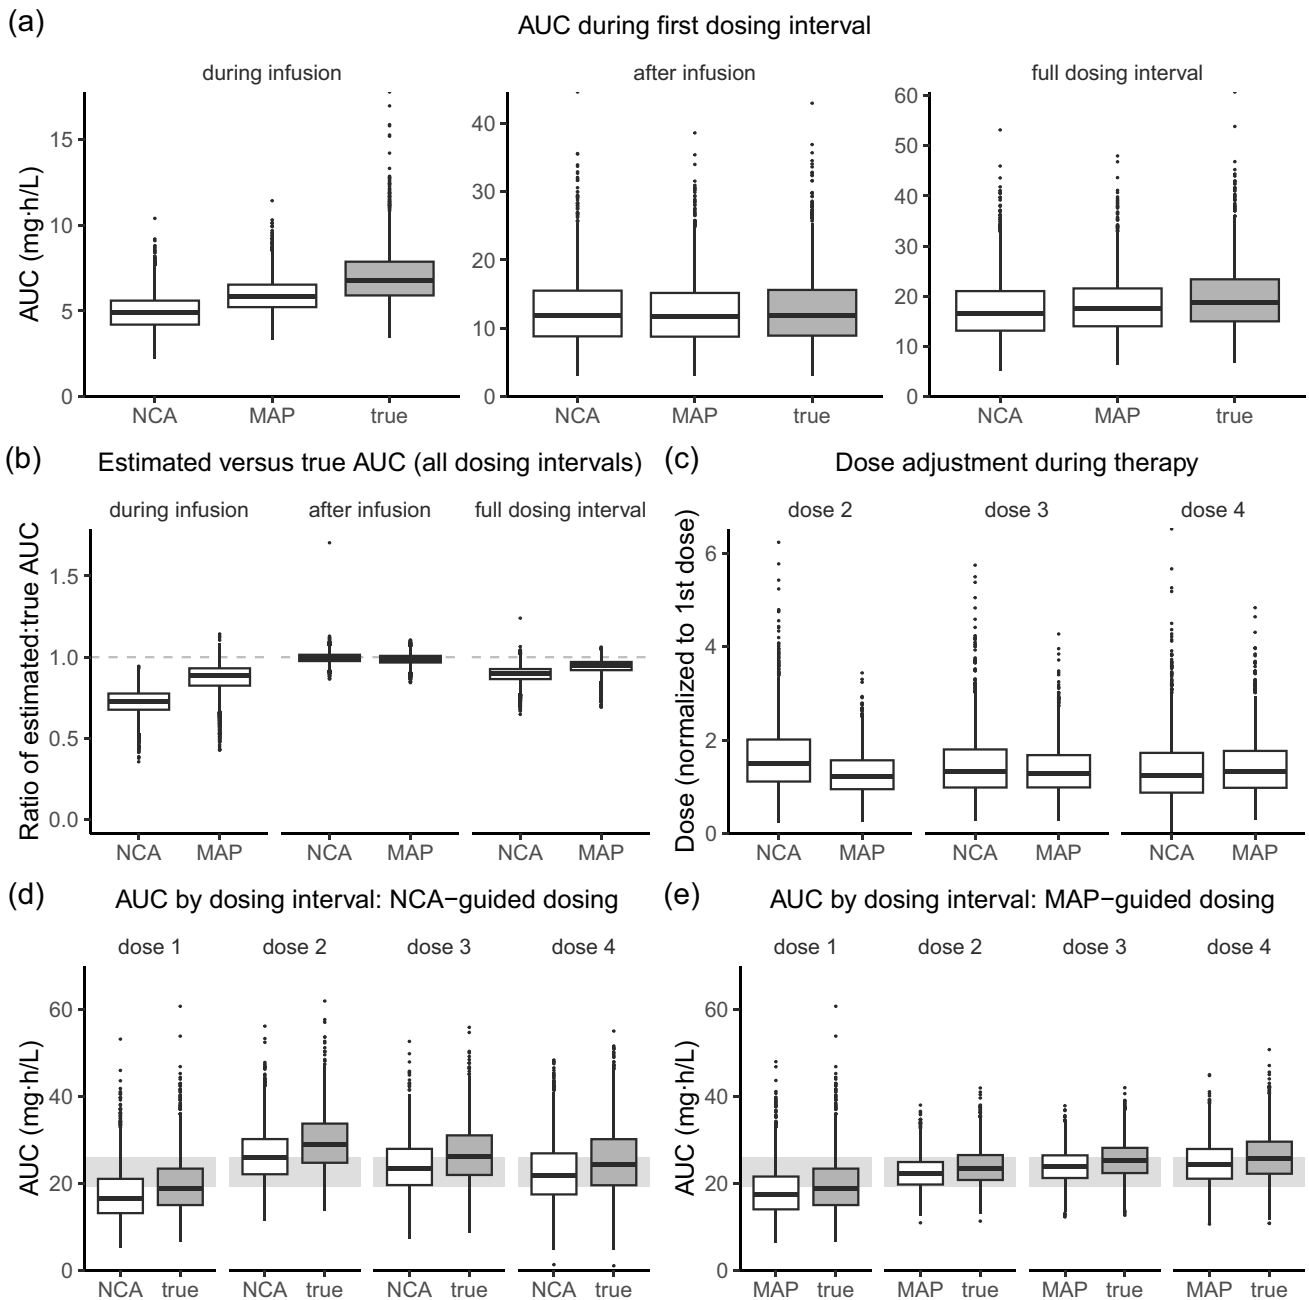 (a)
AUC during first dosing interval
during infusion
after infusion
full dosing interval
AUC (mg·h/L)
15
10
5
0
NCA MAP true
40
30
20
10
0
NCA MAP true
60
50
40
30
20
10
0
NCA MAP true
(b)
Estimated versus true AUC (all dosing intervals)
during infusion
after infusion
full dosing interval
Ratio of estimated:true AUC
1.5
1.0
0.5
0.0
NCA MAP
NCA MAP
NCA MAP
(c)
Dose adjustment during therapy
dose 2
dose 3
dose 4
Dose (normalized to 1st dose)
6
4
2
0
NCA MAP
NCA MAP
NCA MAP
(d)
AUC by dosing interval: NCA−guided dosing
dose 1
dose 2
dose 3
dose 4
AUC (mg·h/L)
60
40
20
0
NCA true
NCA true
NCA true
NCA true
(e)
AUC by dosing interval: MAP−guided dosing
dose 1
dose 2
dose 3
dose 4
AUC (mg·h/L)
60
40
20
0
MAP true
MAP true
MAP true
MAP true